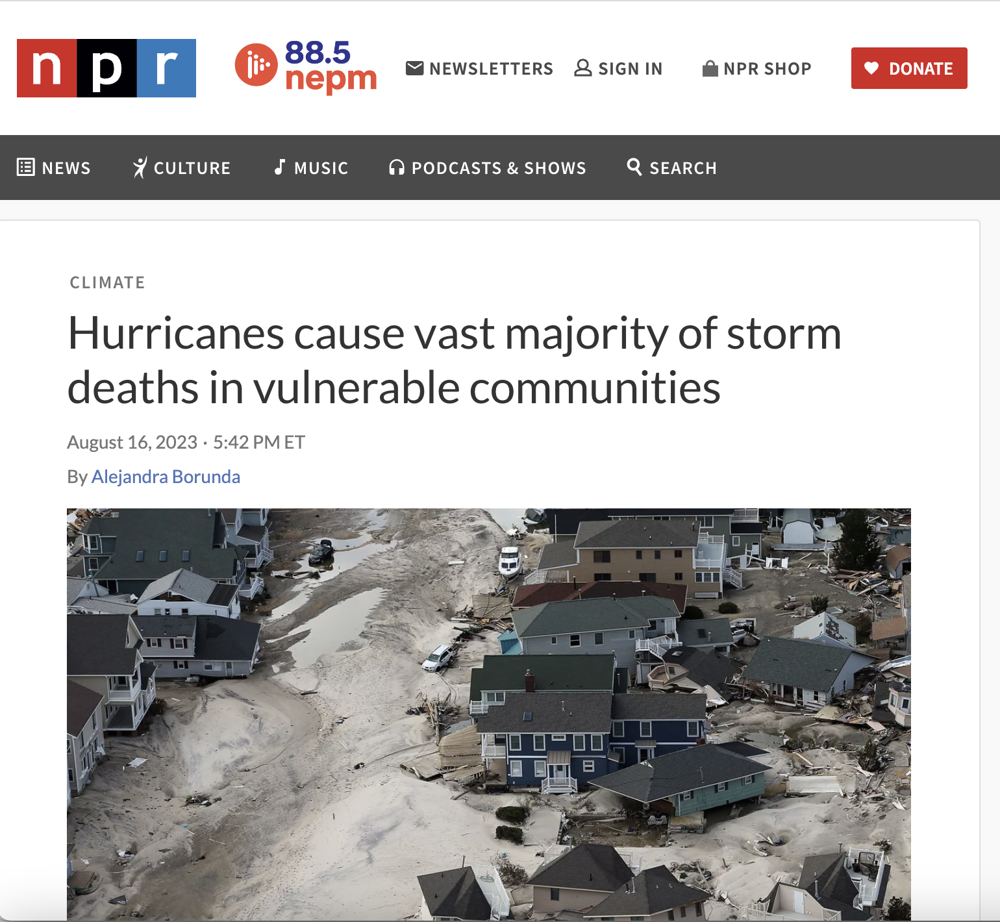 npr
88.5
nepm
NEWSLETTERS
SIGN IN
NPR SHOP
DONATE
NEWS
CULTURE
MUSIC
PODCASTS & SHOWS
SEARCH
CLIMATE
Hurricanes cause vast majority of storm
deaths in vulnerable communities
August 16, 2023 · 5:42 PM ET
By Alejandra Borunda